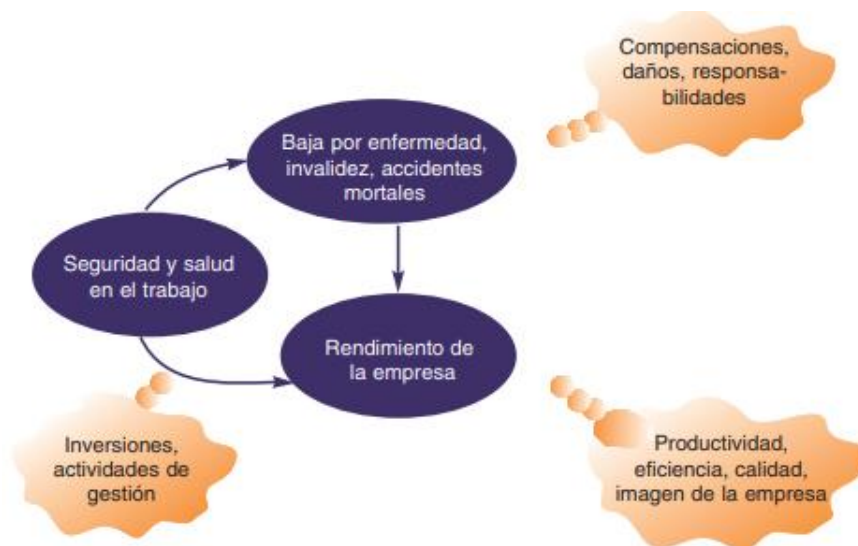 Compensaciones,
daños, responsa-
bilidades
Baja por enfermedad,
invalidez, accidentes
mortales
Seguridad y salud
en el trabajo
Rendimiento de
la empresa
Inversiones,
actividades de
gestión
Productividad,
eficiencia, calidad,
imagen de la empresa